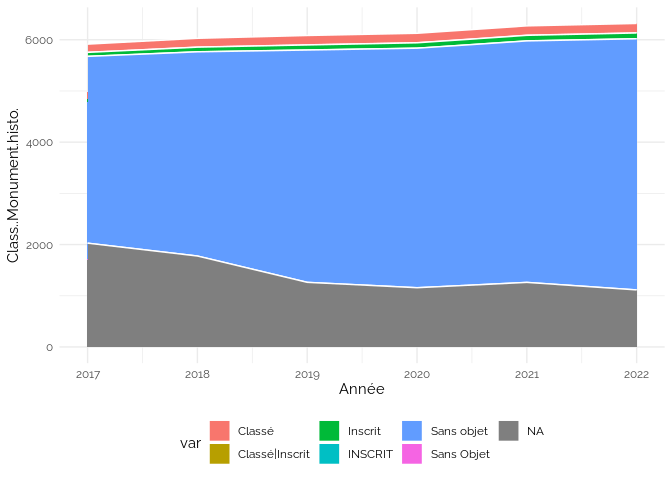 6000
4000
2000
0
Class..Monument.histo.
2017 2018 2019 2020 2021 2022
Année
var
Classé Inscrit Sans objet NA
Classé|Inscrit INSCRIT Sans Objet